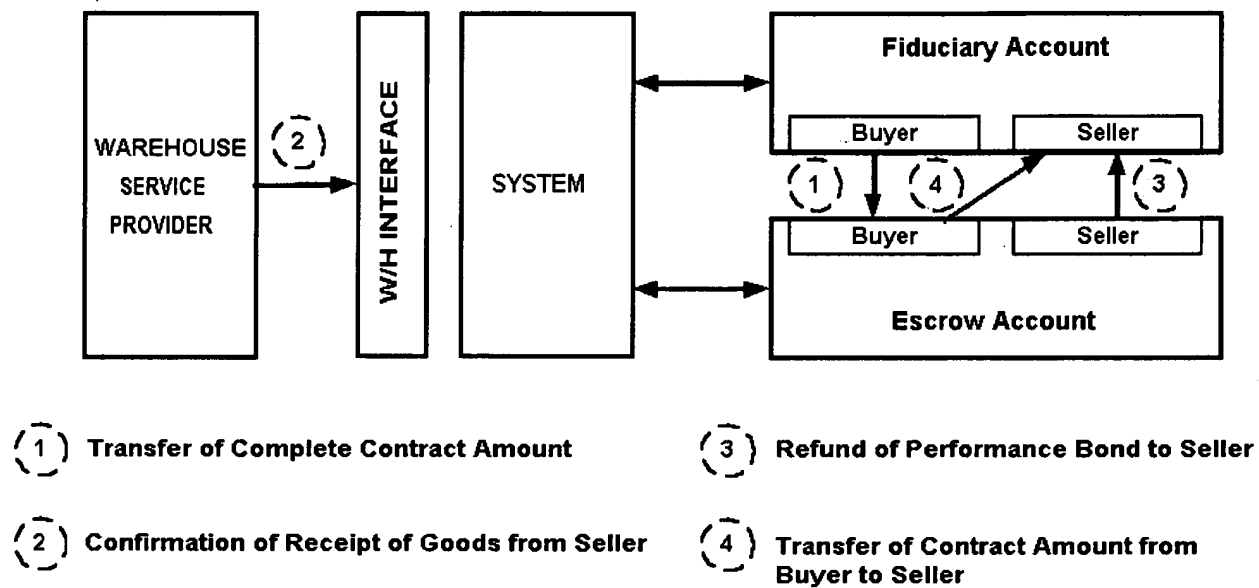 Fiduciary Account
Buyer
Seller
WAREHOUSE
SERVICE
PROVIDER
2
W/H INTERFACE
SYSTEM
1
4
3
Buyer
Seller
Escrow Account
1 Transfer of Complete Contract Amount
2 Confirmation of Receipt of Goods from Seller
3 Refund of Performance Bond to Seller
4 Transfer of Contract Amount from
Buyer to Seller